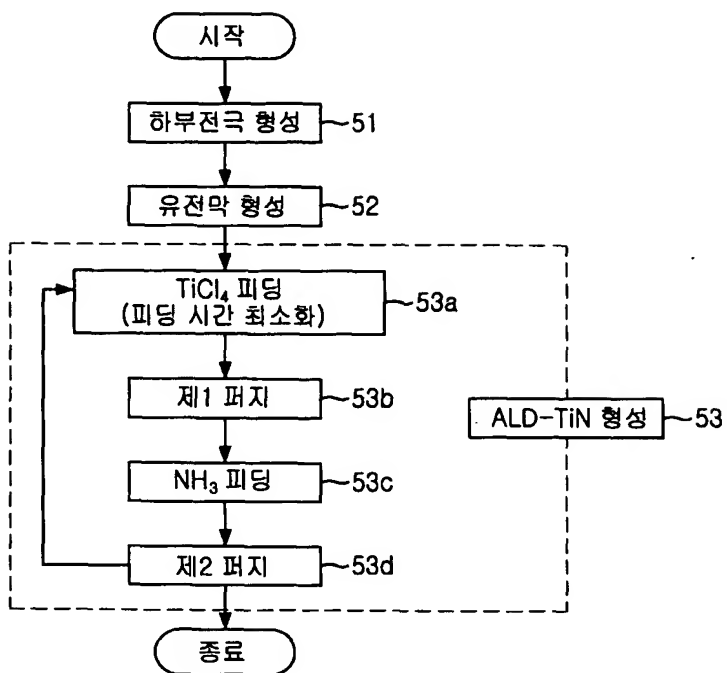 시작
하부전극 형성 51
유전막 형성 52
TiCl₄ 피딩
(피딩 시간 최소화) 53a
제1 퍼지 53b
ALD-TiN 형성 53
NH₃ 피딩 53c
제2 퍼지 53d
종료